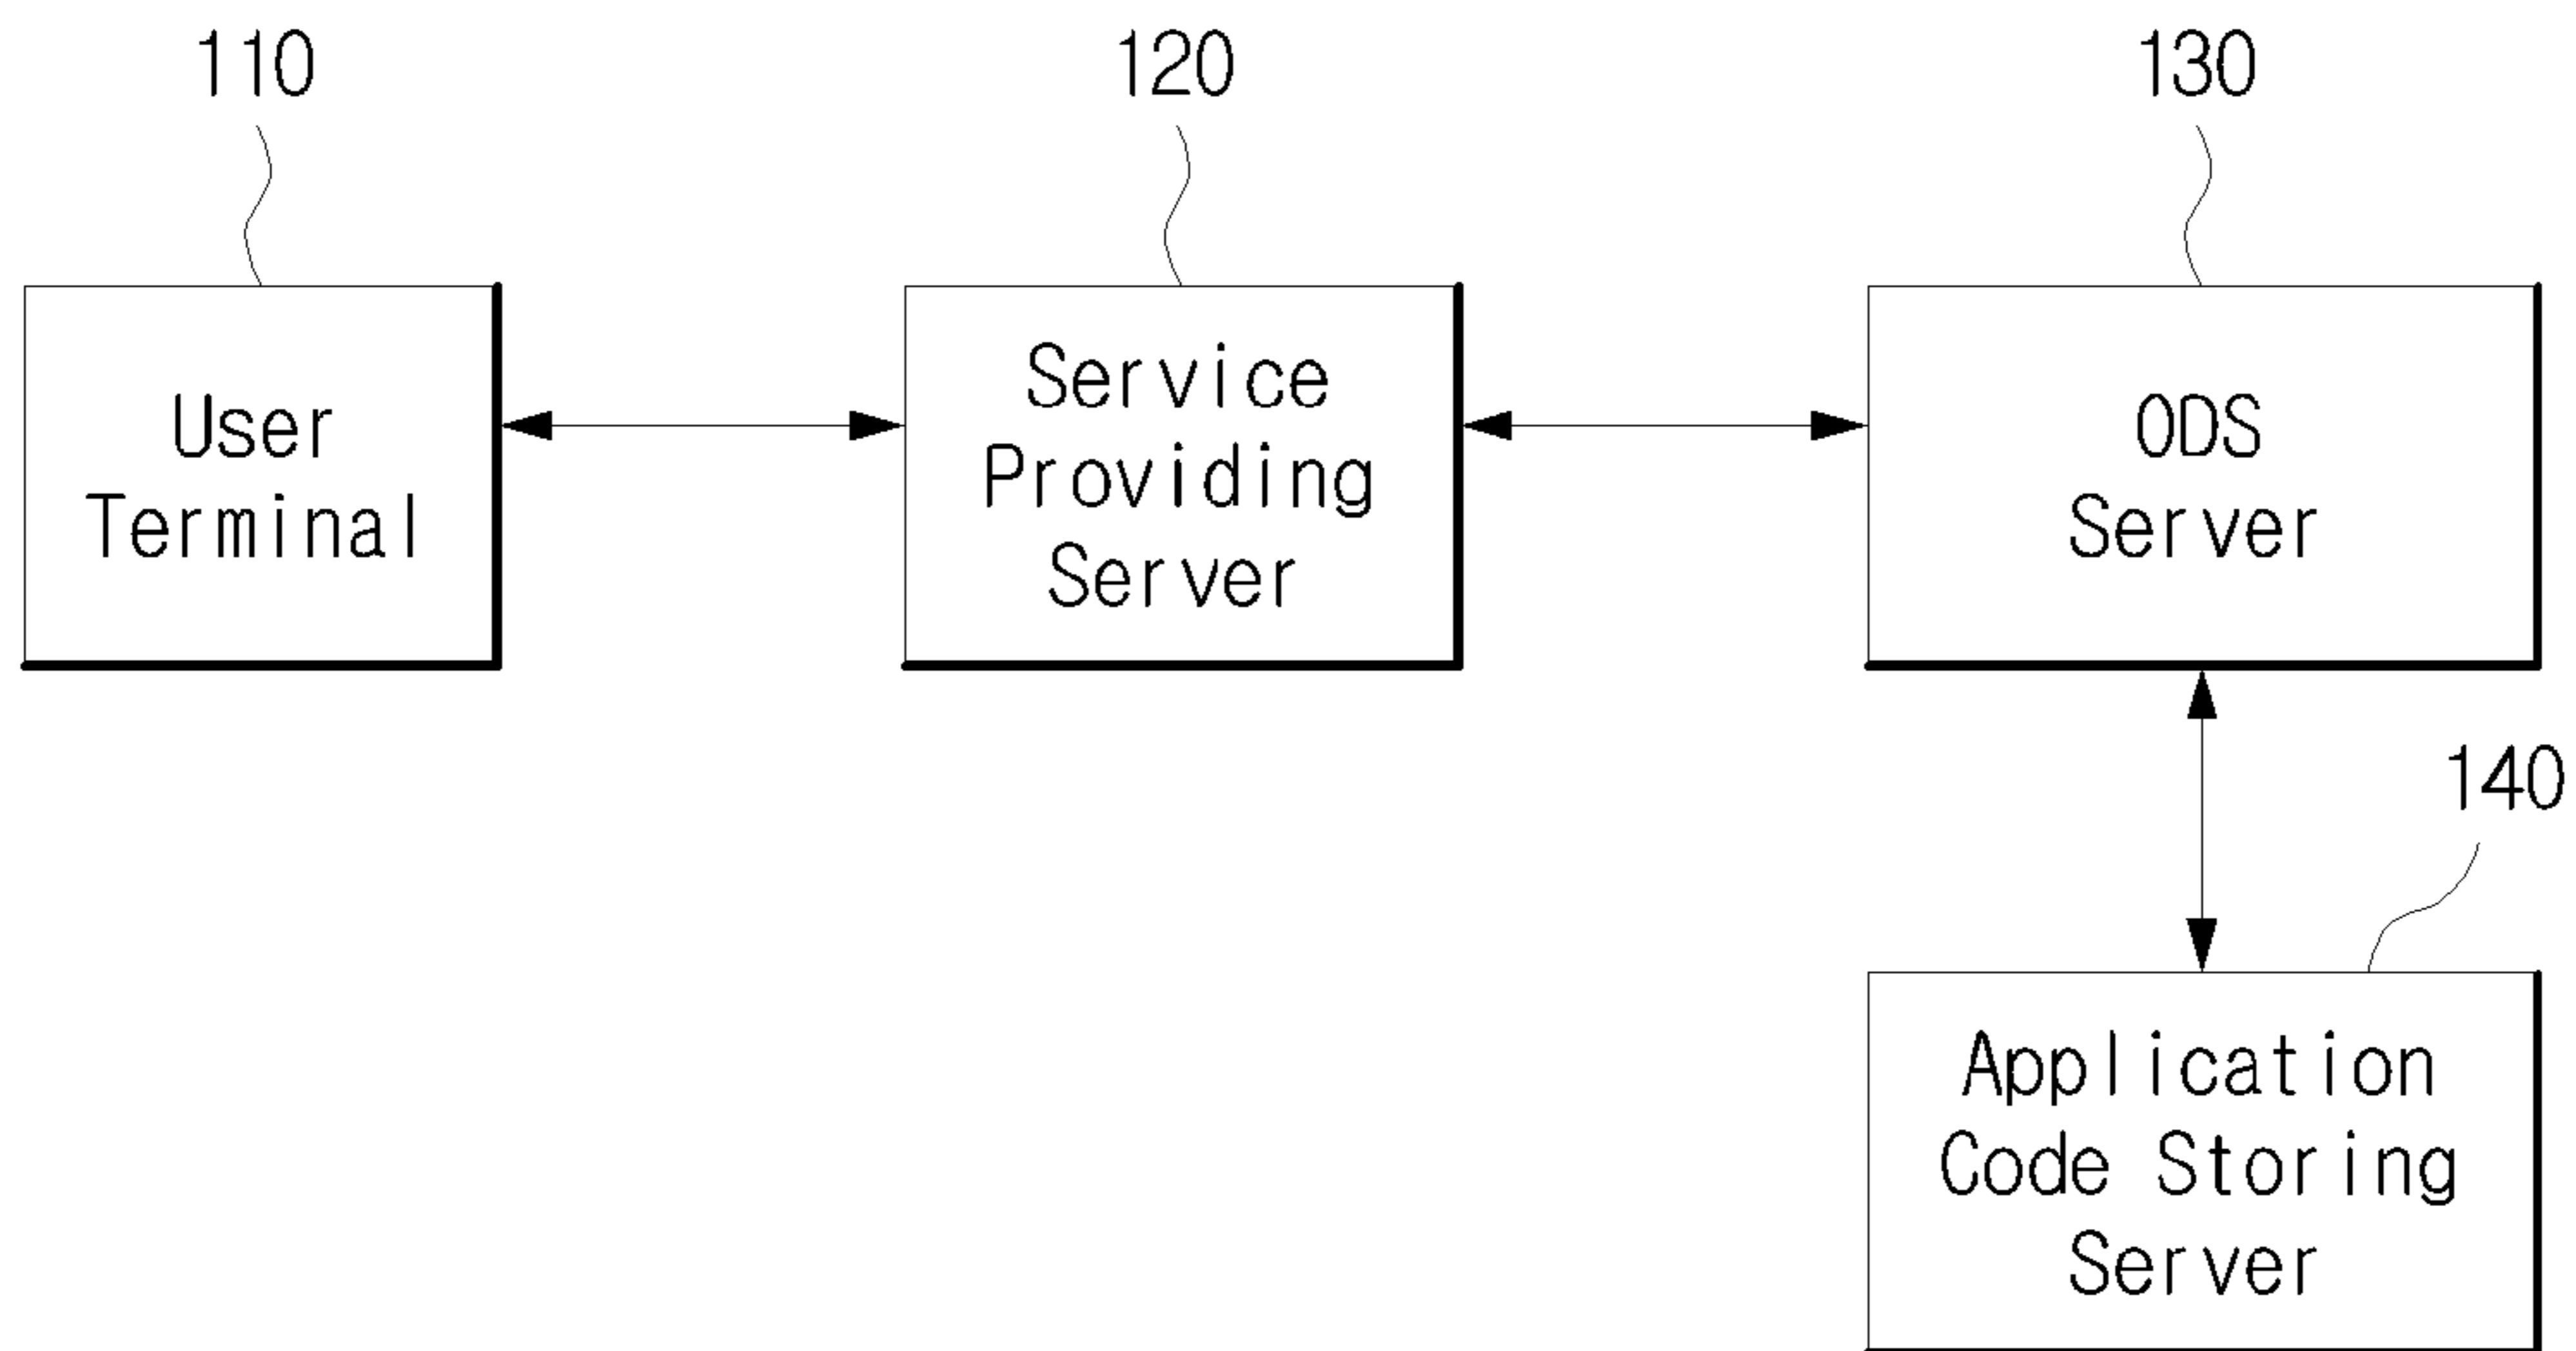 110
120
130
User
Terminal
Service
Providing
Server
ODS
Server
140
Application
Code Storing
Server